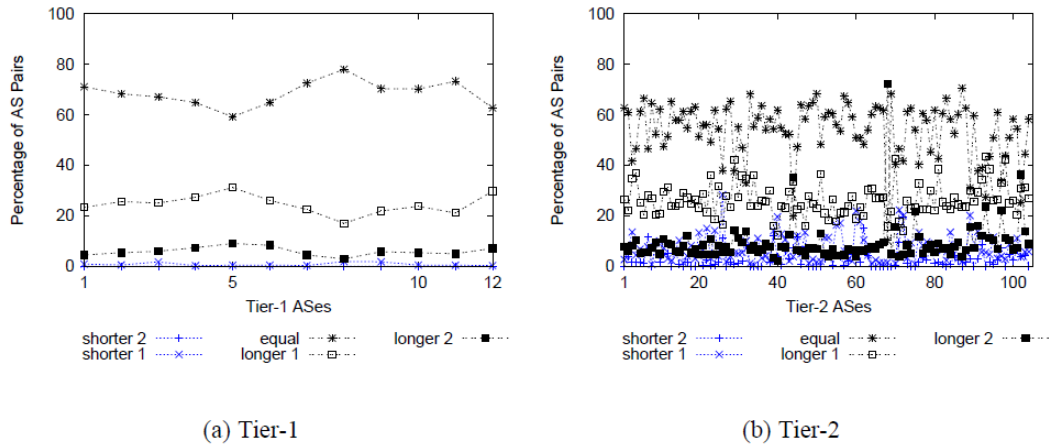 Percentage of AS Pairs
100
80
60
40
20
0
1
5
10
12
Tier-1 ASes
shorter 2
equal
longer 2
shorter 1
longer 1
(a) Tier-1
Percentage of AS Pairs
100
80
60
40
20
0
1
20
40
60
80
100
Tier-2 ASes
shorter 2
equal
longer 2
shorter 1
longer 1
(b) Tier-2